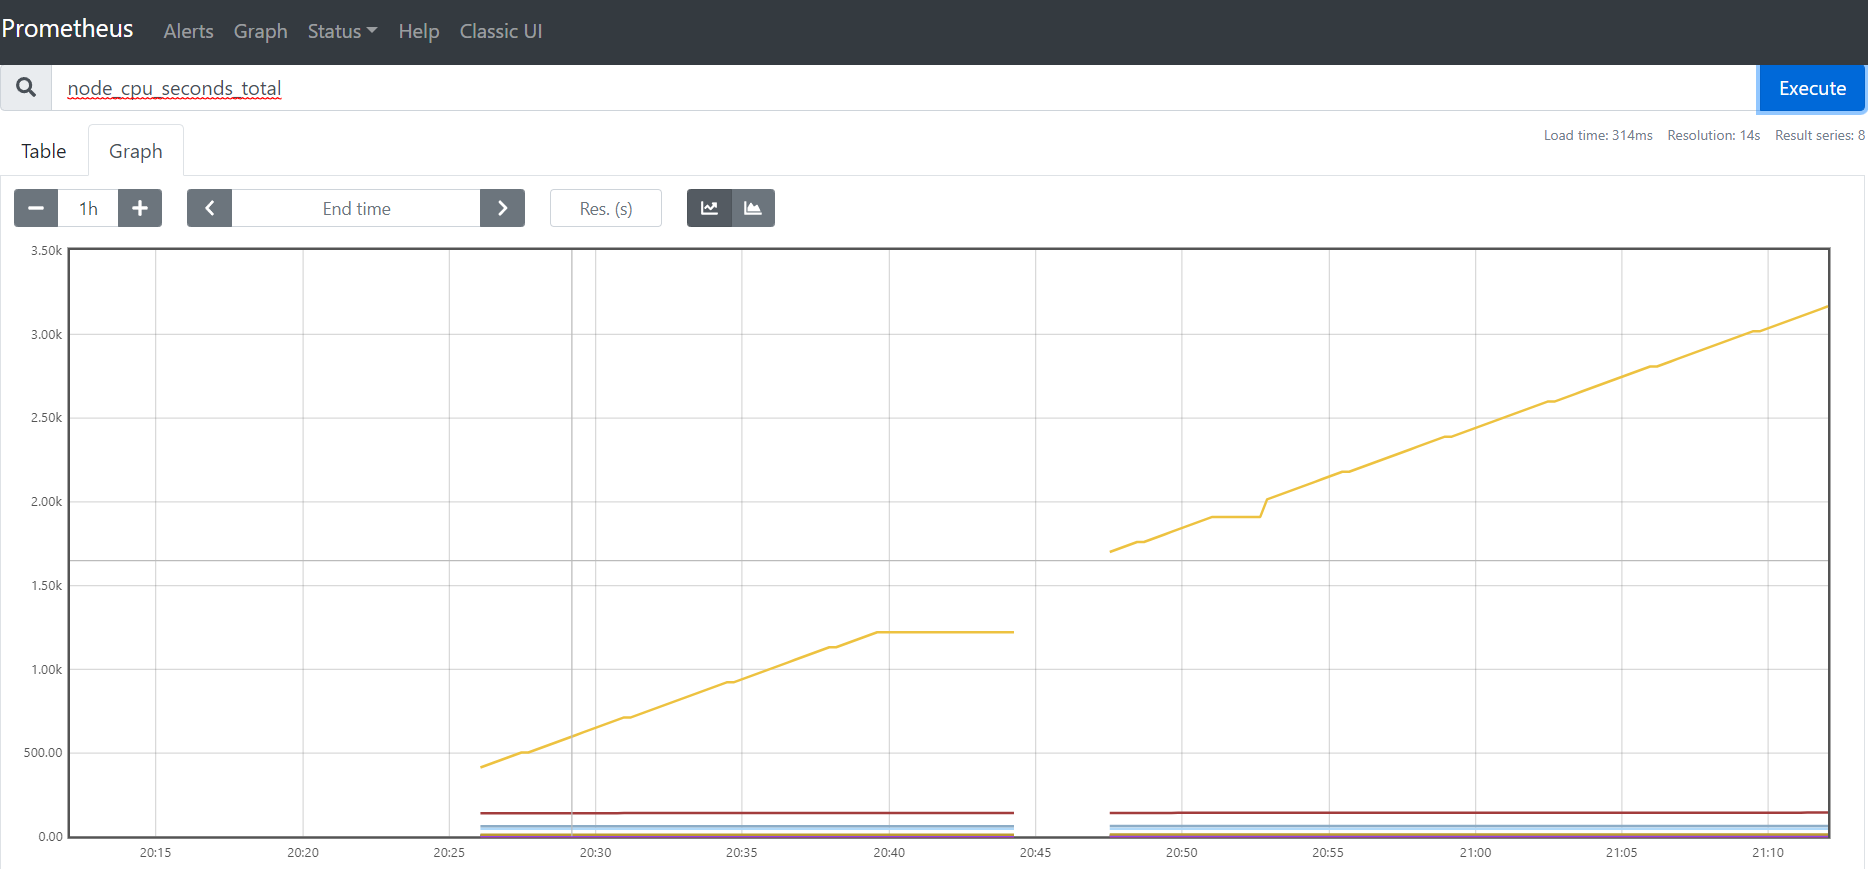 Prometheus Alerts Graph Status Help Classic UI
node_cpu_seconds_total Execute
Load time: 314ms Resolution: 14s Result series: 8
Table Graph
1h End time Res. (s)
3.50k
3.00k
2.50k
2.00k
1.50k
1.00k
500.00
0.00
20:15 20:20 20:25 20:30 20:35 20:40 20:45 20:50 20:55 21:00 21:05 21:10